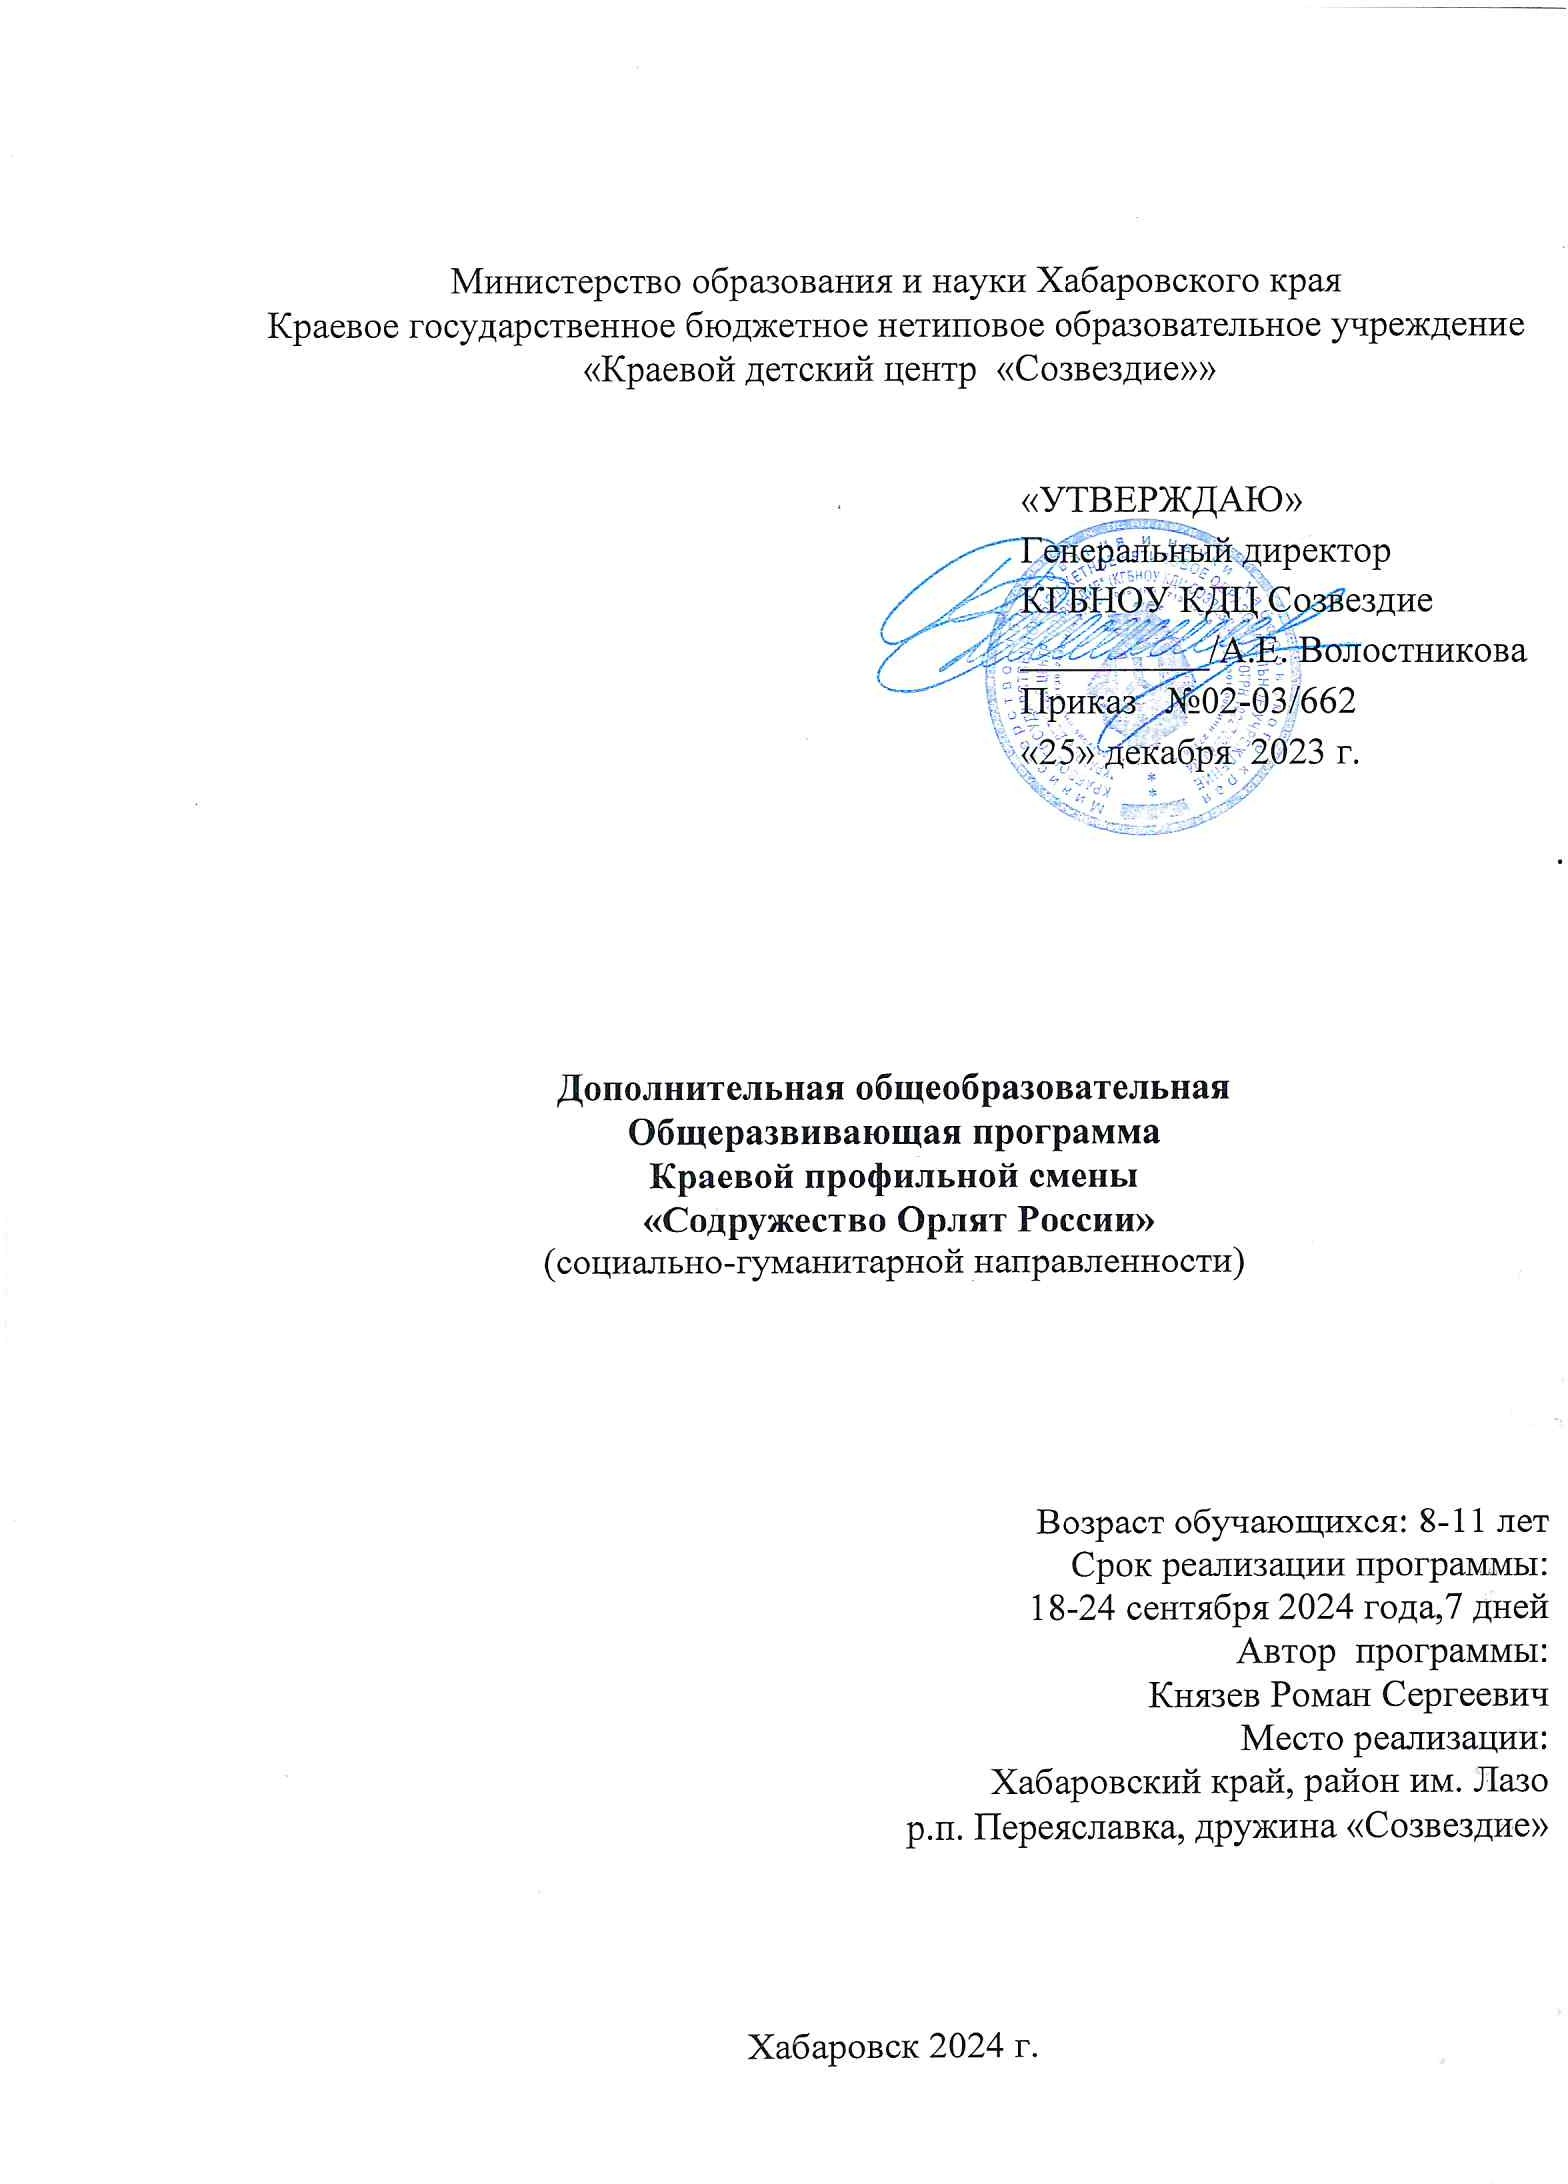 Министерство образования и науки Хабаровского края
Краевое государственное бюджетное нетиповое образовательное учреждение
«Краевой детский центр «Созвездие»»
«УТВЕРЖДАЮ»
Генеральный директор
КГБНОУ КДЦ Созвездие
____________/А.Е. Волостникова
Приказ №02-03/662
«25» декабря 2023 г.
Дополнительная общеобразовательная
Общеразвивающая программа
Краевой профильной смены
«Содружество Орлят России»
(социально-гуманитарной направленности)
Возраст обучающихся: 8-11 лет
Срок реализации программы:
18-24 сентября 2024 года,7 дней
Автор программы:
Князев Роман Сергеевич
Место реализации:
Хабаровский край, район им. Лазо
р.п. Переяславка, дружина «Созвездие»
Хабаровск 2024 г.